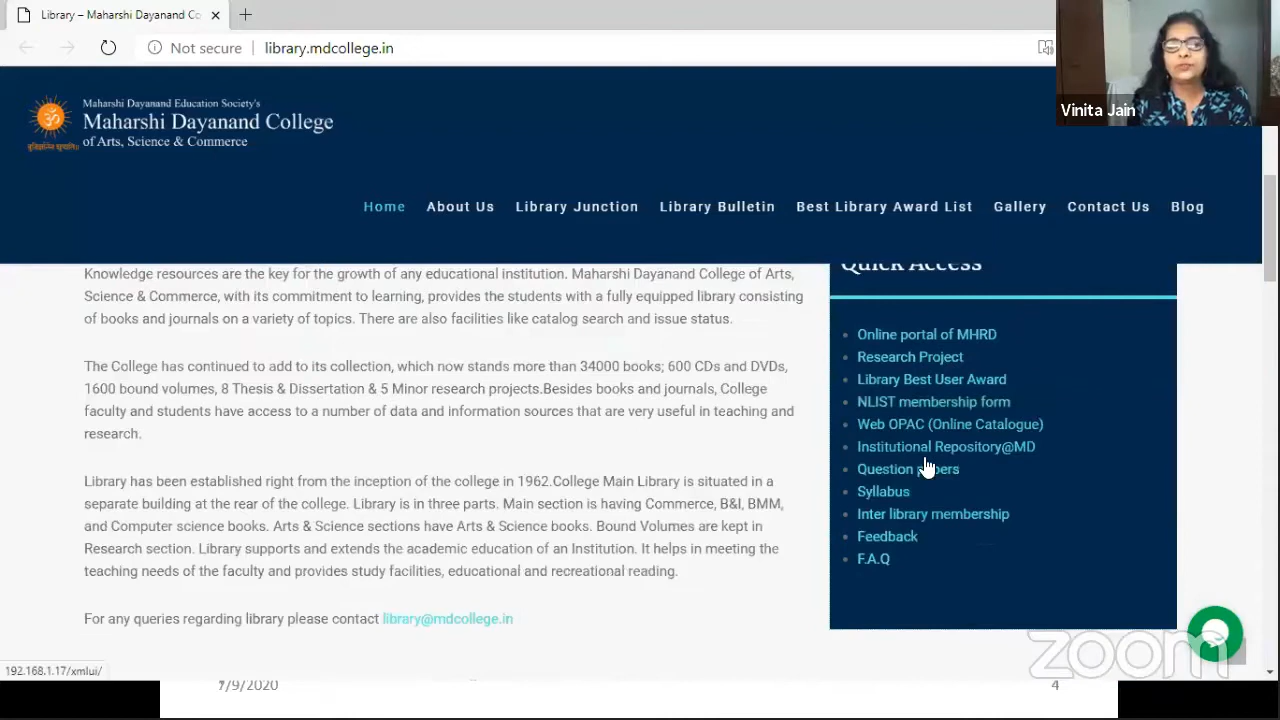 Library – Maharshi Dayanand Co
Not secure
library.mdcollege.in
Vinita Jain
Maharshi Dayanand Education Society's
Maharshi Dayanand College
of Arts, Science & Commerce
Home About Us Library Junction Library Bulletin Best Library Award List Gallery Contact Us Blog
Knowledge resources are the key for the growth of any educational institution. Maharshi Dayanand College of Arts,
Science & Commerce, with its commitment to learning, provides the students with a fully equipped library consisting
of books and journals on a variety of topics. There are also facilities like catalog search and issue status.
The College has continued to add to its collection, which now stands more than 34000 books; 600 CDs and DVDs,
1600 bound volumes, 8 Thesis & Dissertation & 5 Minor research projects.Besides books and journals, College
faculty and students have access to a number of data and information sources that are very useful in teaching and
research.
Library has been established right from the inception of the college in 1962.College Main Library is situated in a
separate building at the rear of the college. Library is in three parts. Main section is having Commerce, B&I, BMM,
and Computer science books. Arts & Science sections have Arts & Science books. Bound Volumes are kept in
Research section. Library supports and extends the academic education of an Institution. It helps in meeting the
teaching needs of the faculty and provides study facilities, educational and recreational reading.
For any queries regarding library please contact library@mdcollege.in
Quick Access
Online portal of MHRD
Research Project
Library Best User Award
NLIST membership form
Web OPAC (Online Catalogue)
Institutional Repository@MD
Question papers
Syllabus
Inter library membership
Feedback
F.A.Q
zoom
192.168.1.17/xmlui/
7/9/2020
4